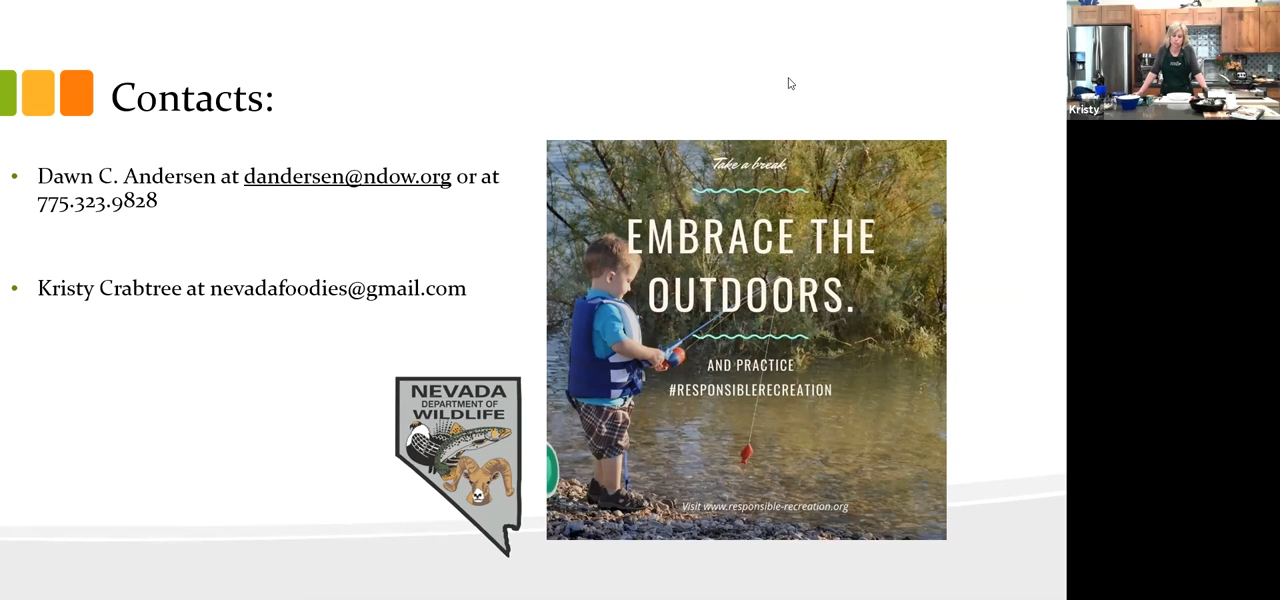 Contacts:
• Dawn C. Andersen at dandersen@ndow.org or at
775.323.9828
• Kristy Crabtree at nevadafoodies@gmail.com
NEVADA
DEPARTMENT OF
WILDLIFE
Take a break
EMBRACE THE
OUTDOORS.
AND PRACTICE
#RESPONSIBLERECREATION
Visit www.responsible-recreation.org
Kristy